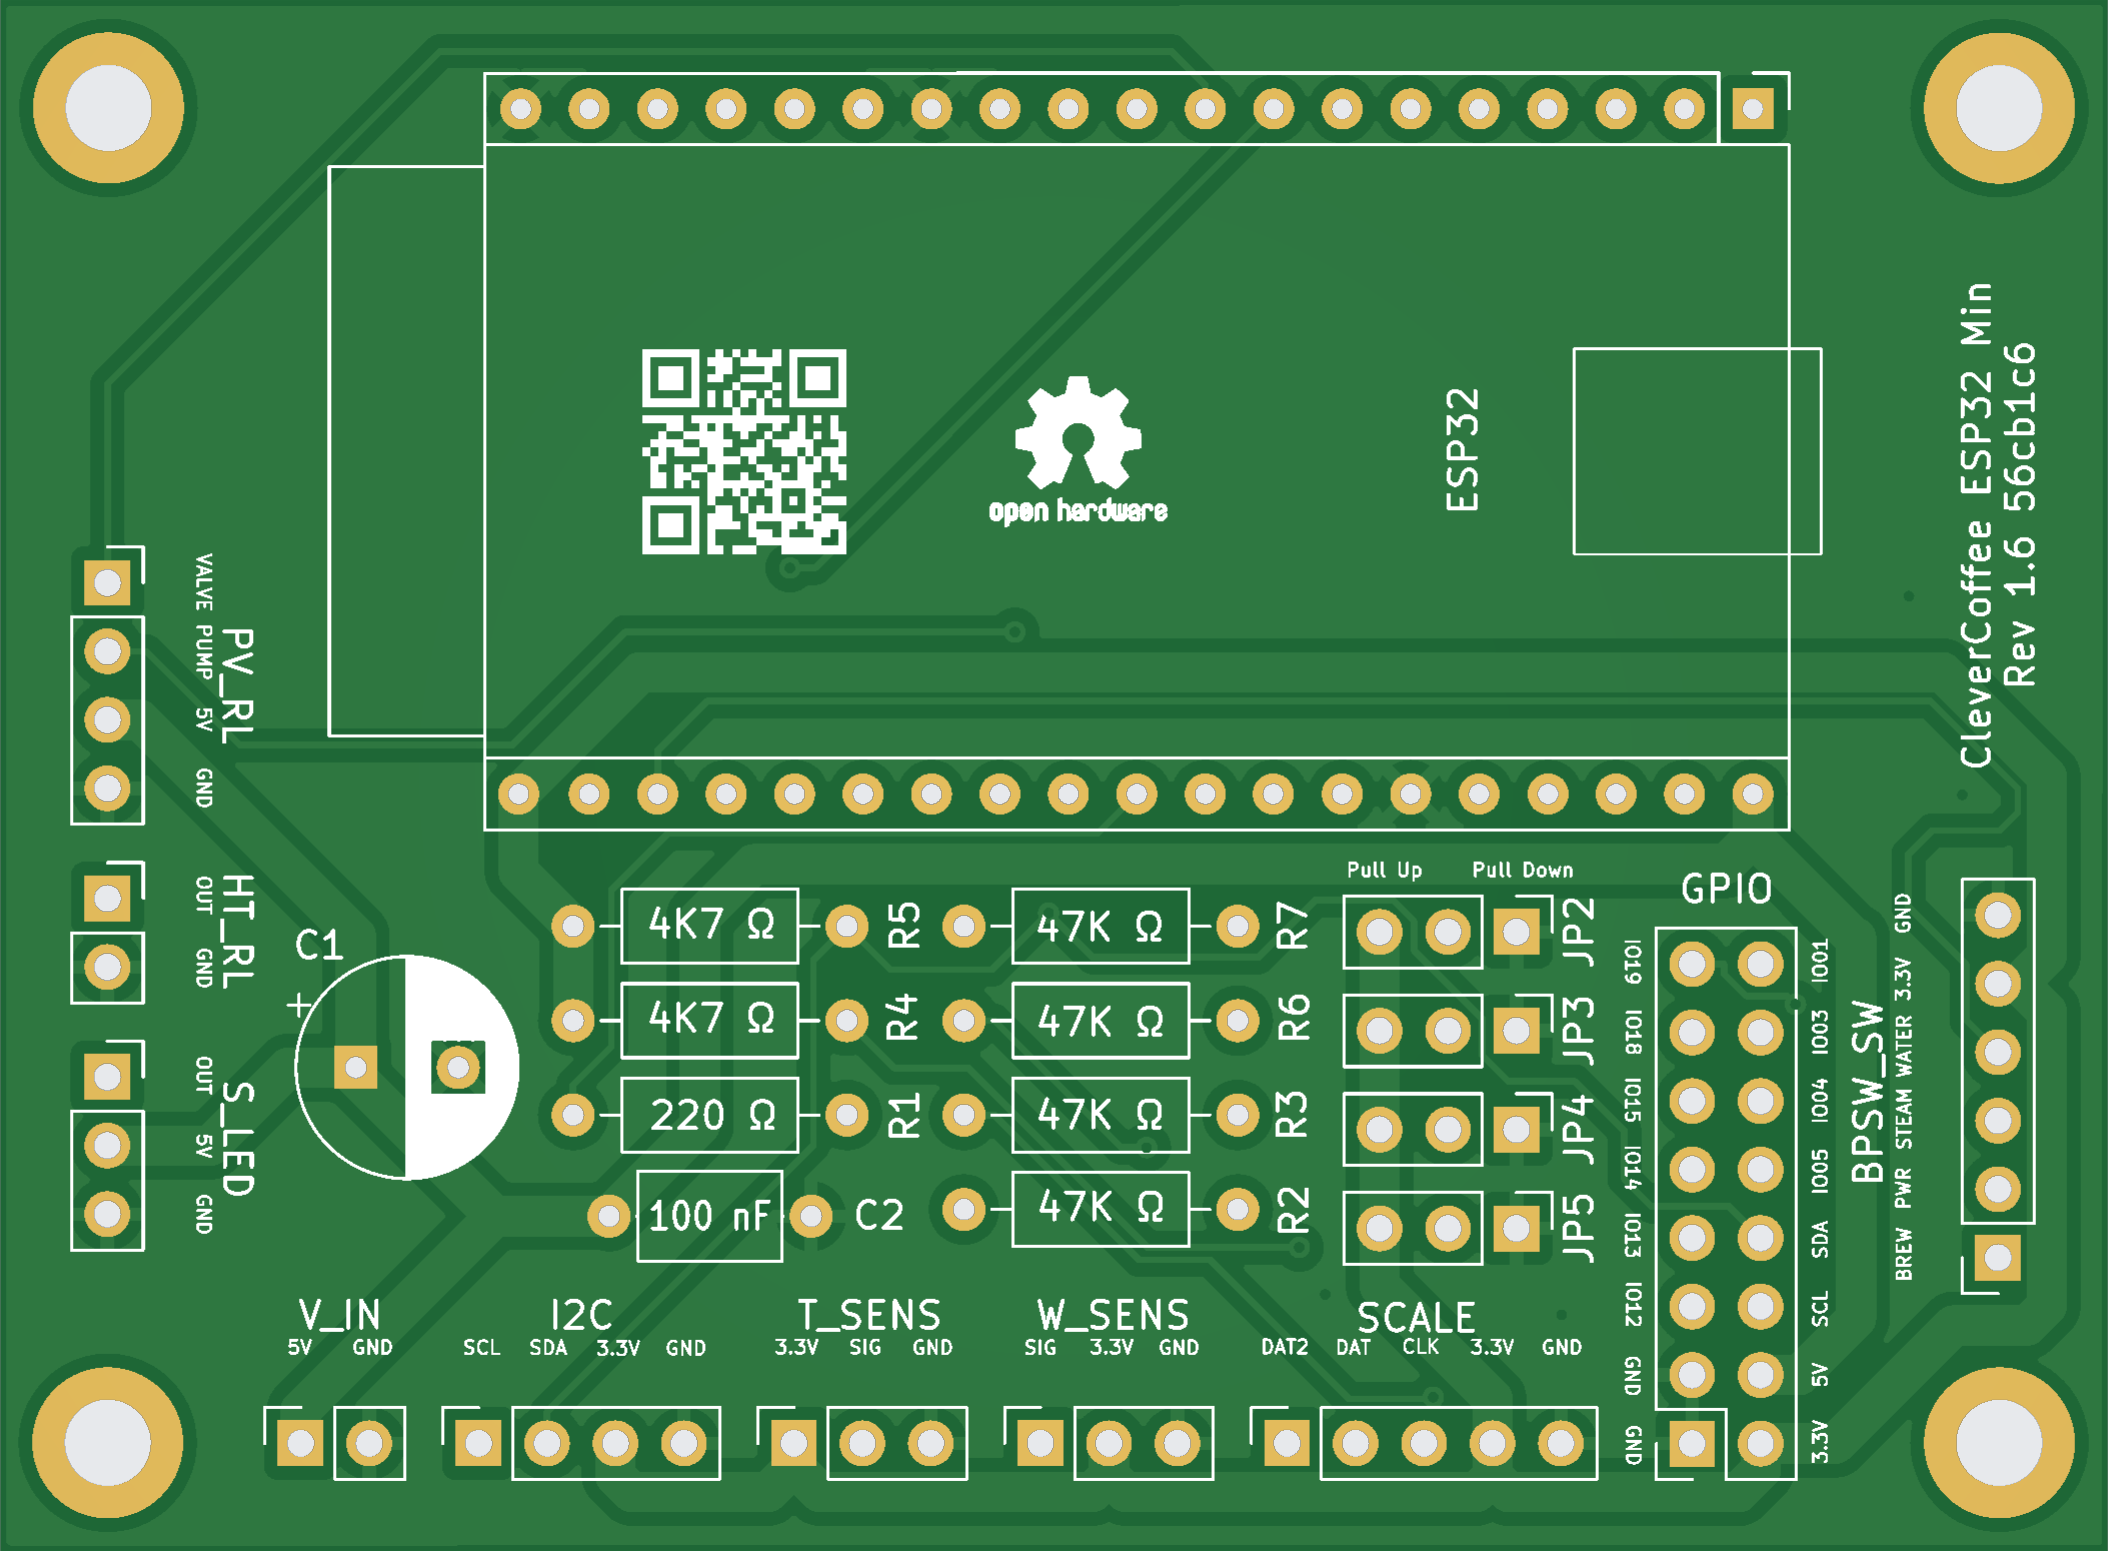 CleverCoffee ESP32 Min
Rev 1.6 56cb1c6
ESP32
open hardware
VALVE
PUMP
5V
GND
PV_RL
OUT
GND
HT_RL
OUT
5V
GND
S_LED
C1
+
4K7 Ω
R5
47K Ω
R7
4K7 Ω
R4
47K Ω
R6
220 Ω
R1
47K Ω
R3
100 nF
C2
47K Ω
R2
Pull Up
Pull Down
JP2
JP3
JP4
JP5
GPIO
IO19
IO18
IO15
IO14
IO13
IO12
GND
GND
IO01
IO03
IO04
IO05
SDA
SCL
5V
3.3V
BPSW_SW
BREW PWR STEAM WATER 3.3V GND
V_IN
5V GND
I2C
SCL SDA 3.3V GND
T_SENS
3.3V SIG GND
W_SENS
SIG 3.3V GND
SCALE
DAT2 DAT CLK 3.3V GND